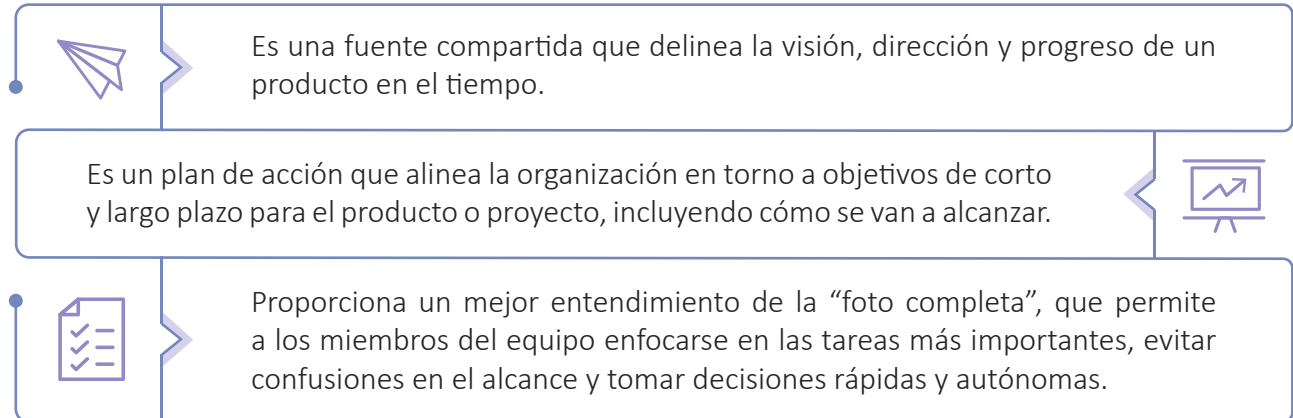 Es una fuente compartida que delinea la visión, dirección y progreso de un
producto en el tiempo.
Es un plan de acción que alinea la organización en torno a objetivos de corto
y largo plazo para el producto o proyecto, incluyendo cómo se van a alcanzar.
Proporciona un mejor entendimiento de la “foto completa”, que permite
a los miembros del equipo enfocarse en las tareas más importantes, evitar
confusiones en el alcance y tomar decisiones rápidas y autónomas.